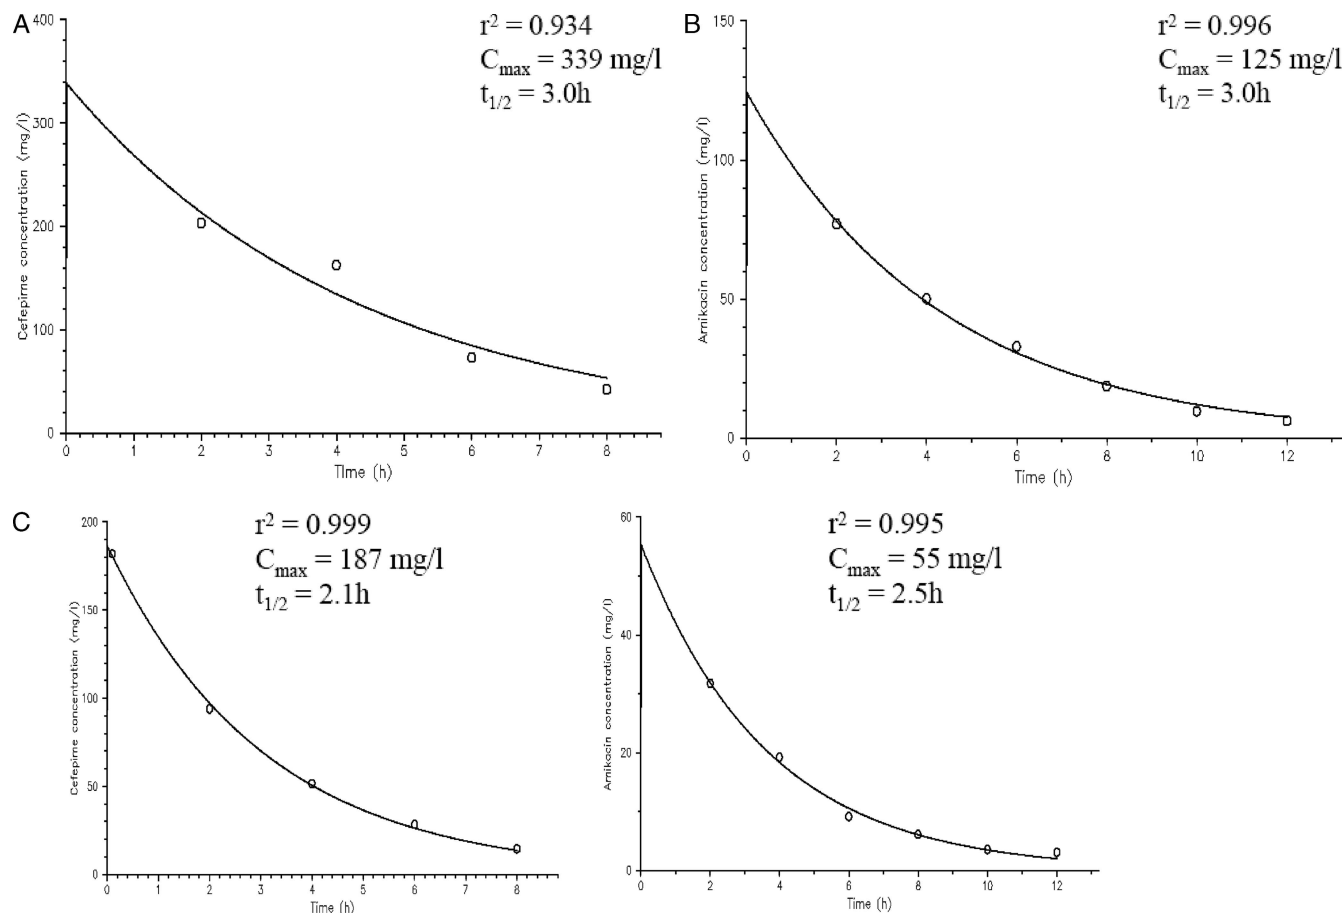 A
r² = 0.934
Cmax = 339 mg/l
t1/2 = 3.0h
Cefepime concentration (mg/l)
400
300
200
100
0
0 1 2 3 4 5 6 7 8
Time (h)
B
r² = 0.996
Cmax = 125 mg/l
t1/2 = 3.0h
Amikacin concentration (mg/l)
150
100
50
0
0 2 4 6 8 10 12
Time (h)
C
r² = 0.999
Cmax = 187 mg/l
t1/2 = 2.1h
Cefepime concentration (mg/l)
200
150
100
50
0
0 1 2 3 4 5 6 7 8
Time (h)
r² = 0.995
Cmax = 55 mg/l
t1/2 = 2.5h
Amikacin concentration (mg/l)
60
40
20
0
0 2 4 6 8 10 12
Time (h)